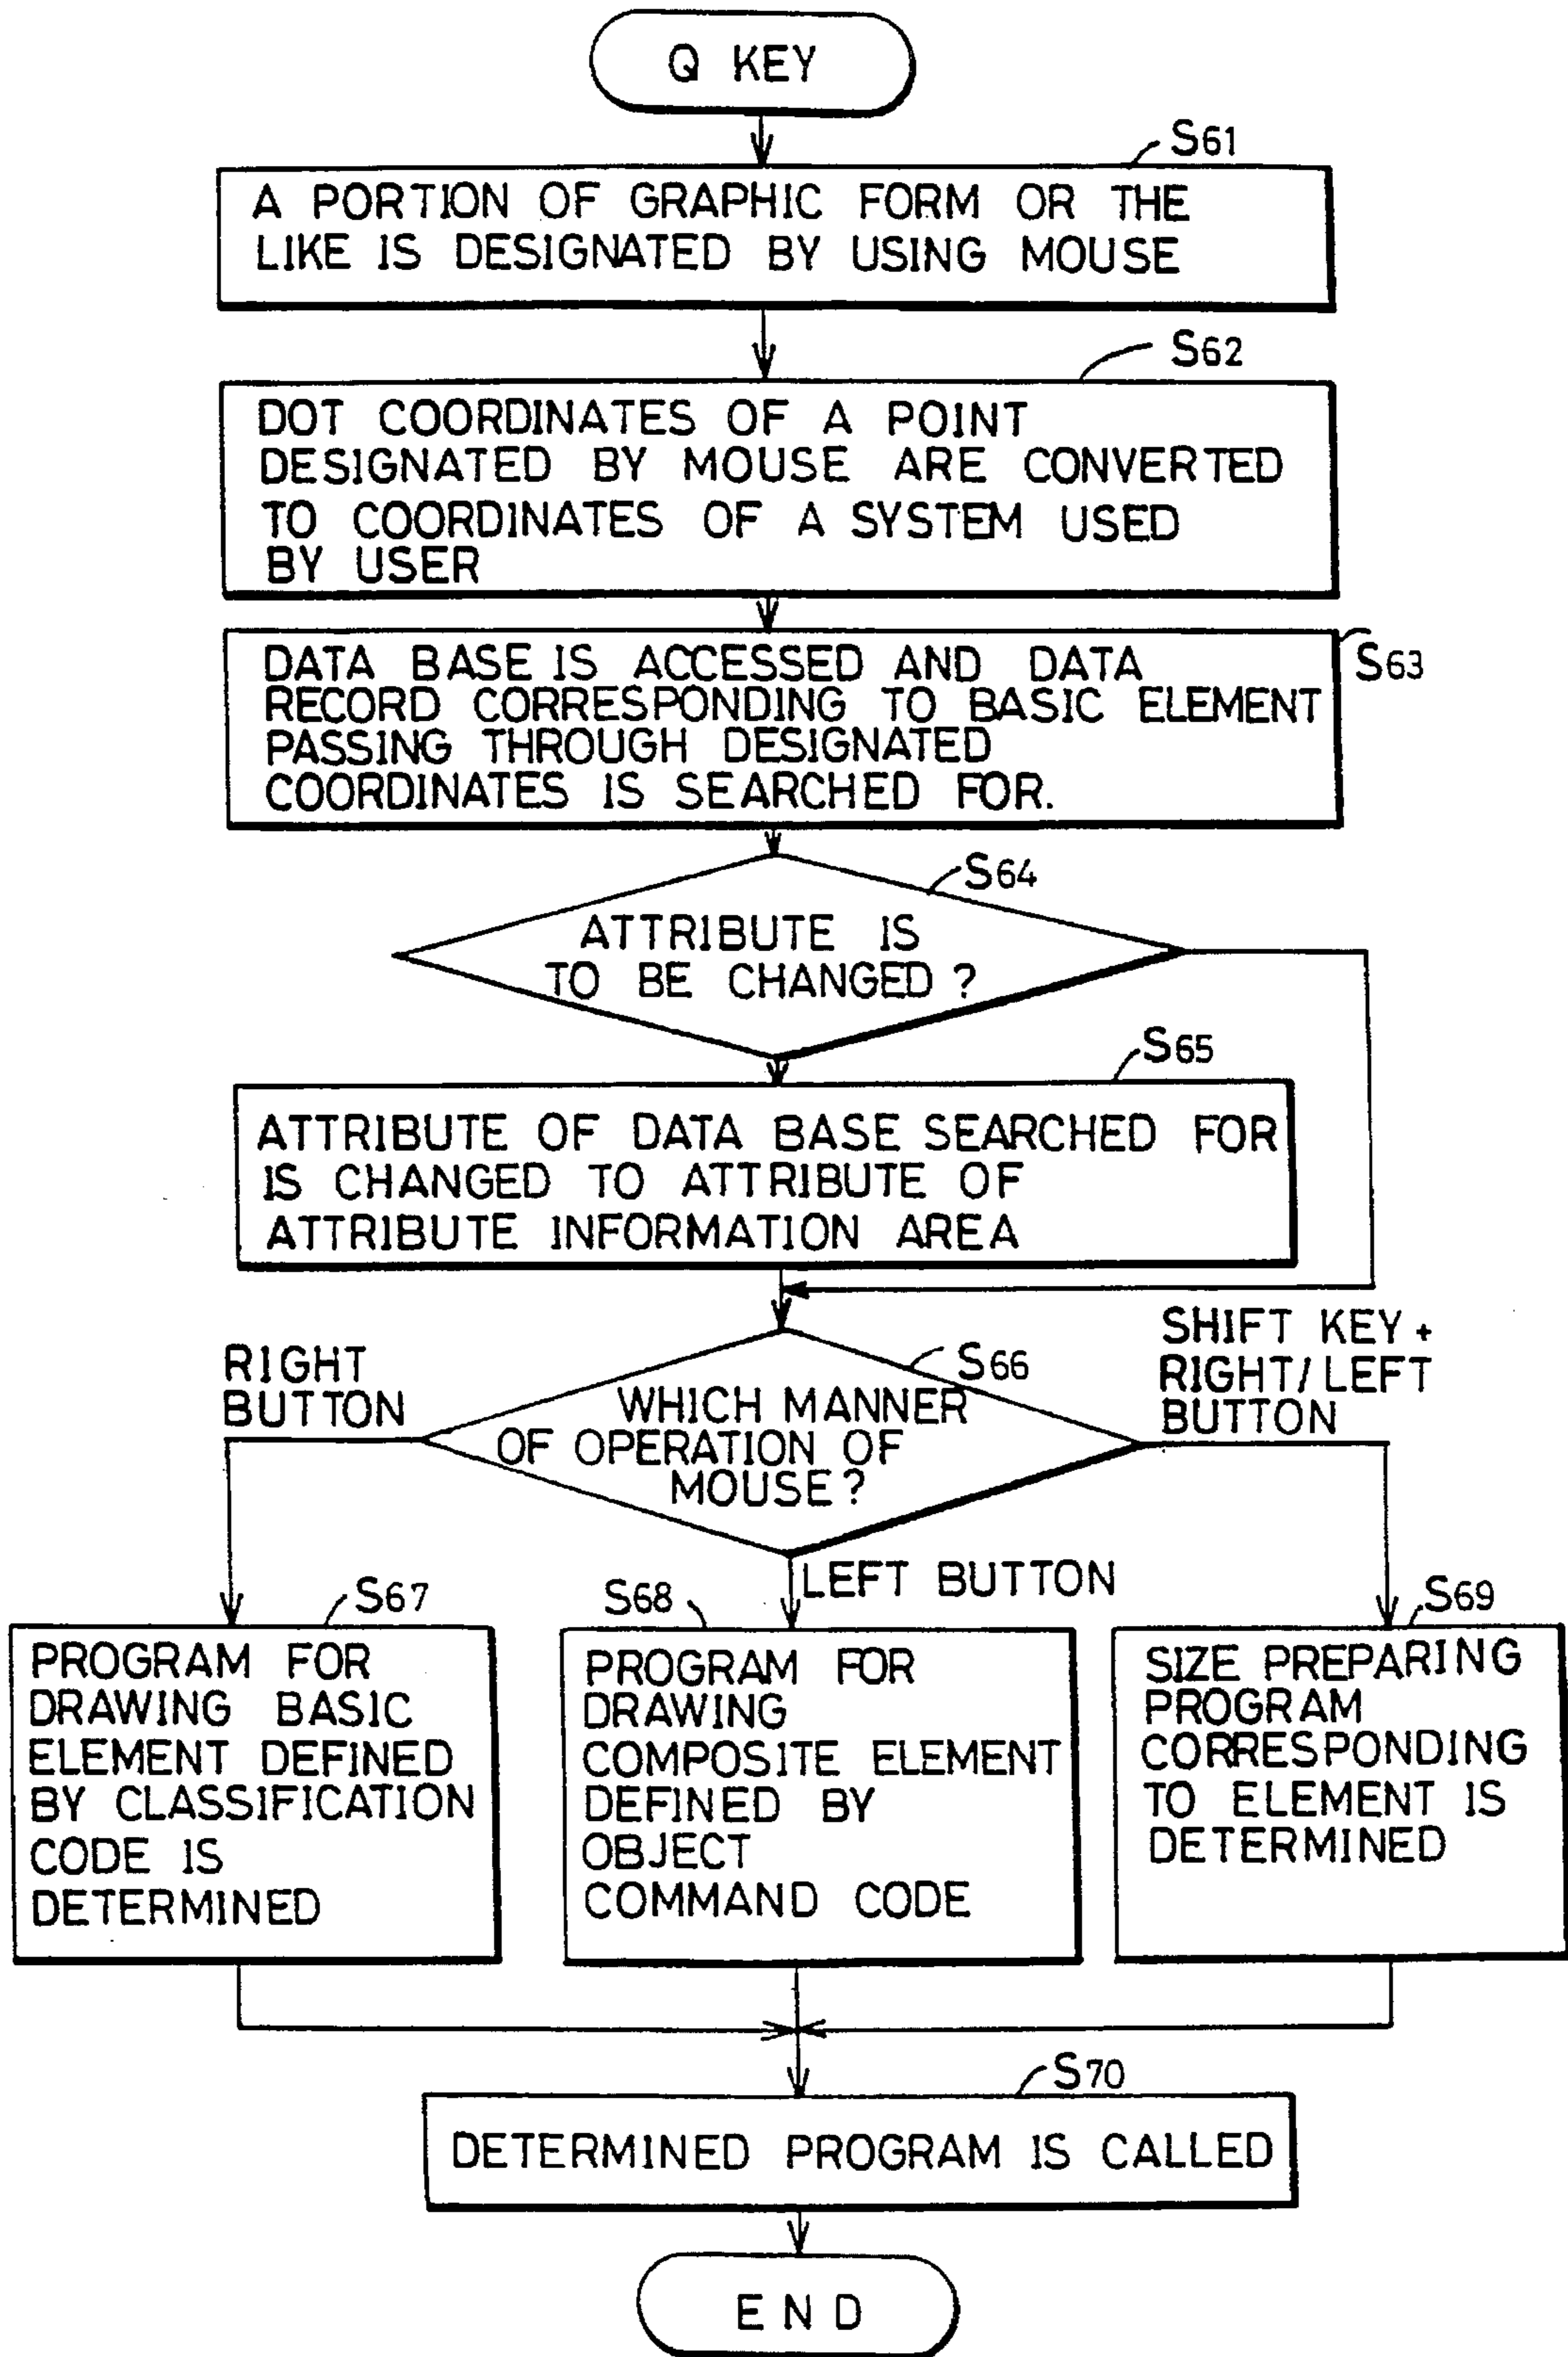 Q KEY
S61
A PORTION OF GRAPHIC FORM OR THE
LIKE IS DESIGNATED BY USING MOUSE
S62
DOT COORDINATES OF A POINT
DESIGNATED BY MOUSE ARE CONVERTED
TO COORDINATES OF A SYSTEM USED
BY USER
S63
DATA BASE IS ACCESSED AND DATA
RECORD CORRESPONDING TO BASIC ELEMENT
PASSING THROUGH DESIGNATED
COORDINATES IS SEARCHED FOR.
S64
ATTRIBUTE IS
TO BE CHANGED?
S65
ATTRIBUTE OF DATA BASE SEARCHED FOR
IS CHANGED TO ATTRIBUTE OF
ATTRIBUTE INFORMATION AREA
S66
WHICH MANNER
OF OPERATION OF
MOUSE?
RIGHT
BUTTON
SHIFT KEY +
RIGHT/LEFT
BUTTON
LEFT BUTTON
S67
PROGRAM FOR
DRAWING BASIC
ELEMENT DEFINED
BY CLASSIFICATION
CODE IS
DETERMINED
S68
PROGRAM FOR
DRAWING
COMPOSITE ELEMENT
DEFINED BY
OBJECT
COMMAND CODE
S69
SIZE PREPARING
PROGRAM
CORRESPONDING
TO ELEMENT IS
DETERMINED
S70
DETERMINED PROGRAM IS CALLED
END